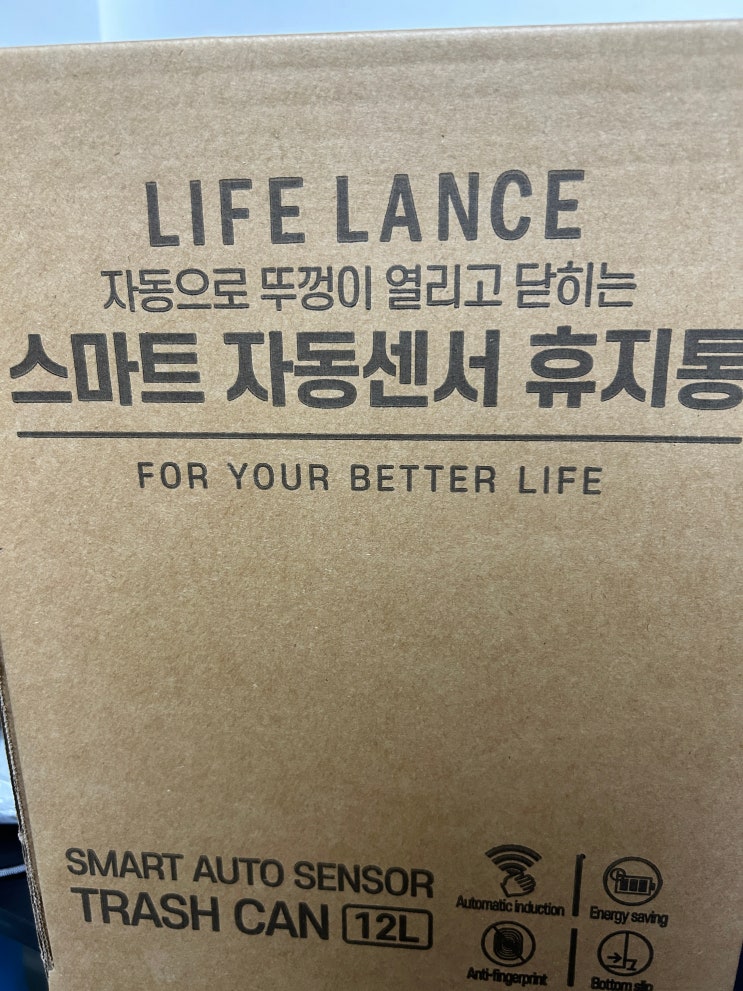 LIFE LANCE
자동으로 뚜껑이 열리고 닫히는
스마트 자동센서 휴지통
FOR YOUR BETTER LIFE
SMART AUTO SENSOR
TRASH CAN 12L
Automatic induction
Energy saving
Anti-fingerprint
Bottom slip